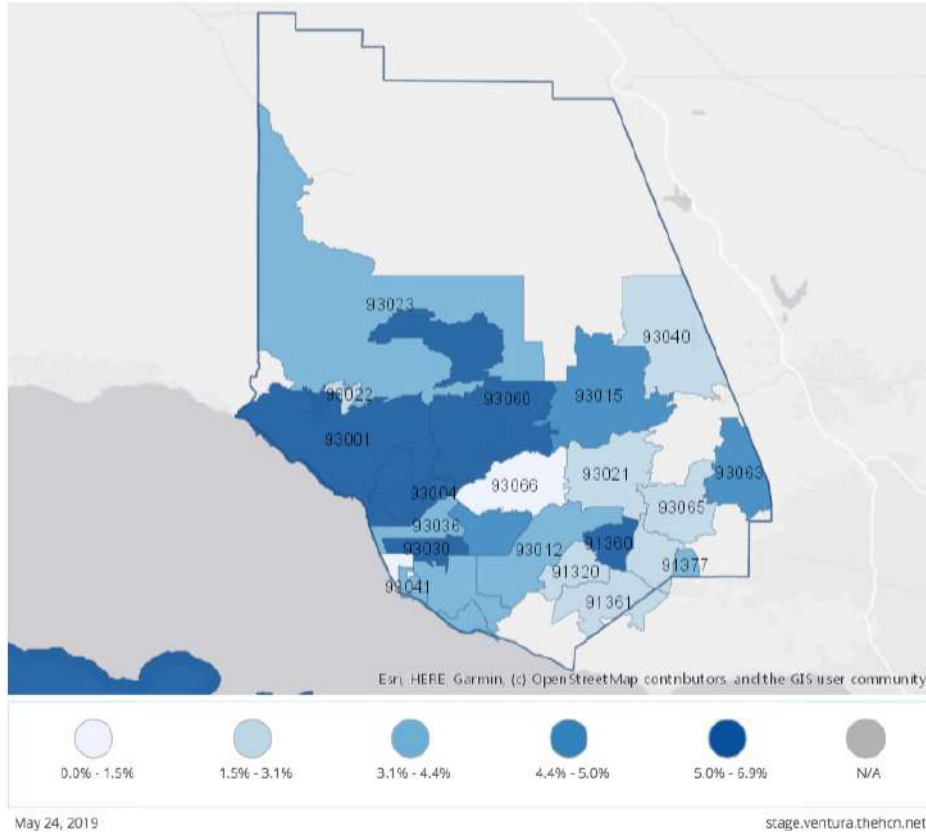 93023
93040
93022
93060
93015
93001
93063
93021
93004
93066
93065
93036
93030
93012
91360
91320
91377
93041
91361
Esri, HERE, Garmin, (c) OpenStreetMap contributors, and the GIS user community
0.0% - 1.5%
1.5% - 3.1%
3.1% - 4.4%
4.4% - 5.0%
5.0% - 6.9%
N/A
May 24, 2019
stage.ventura.thehcn.net